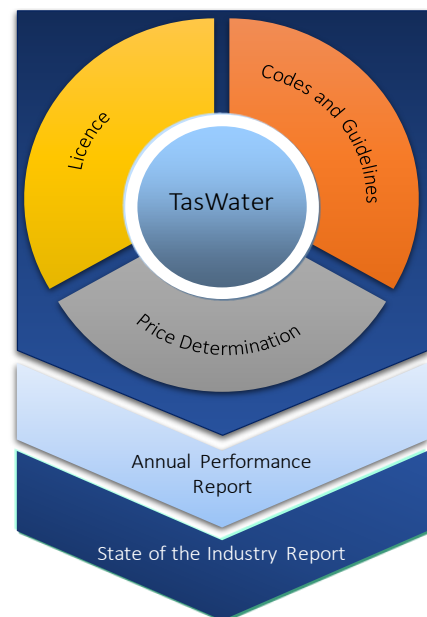 Licence
Codes and Guidelines
TasWater
Price Determination
Annual Performance
Report
State of the Industry Report